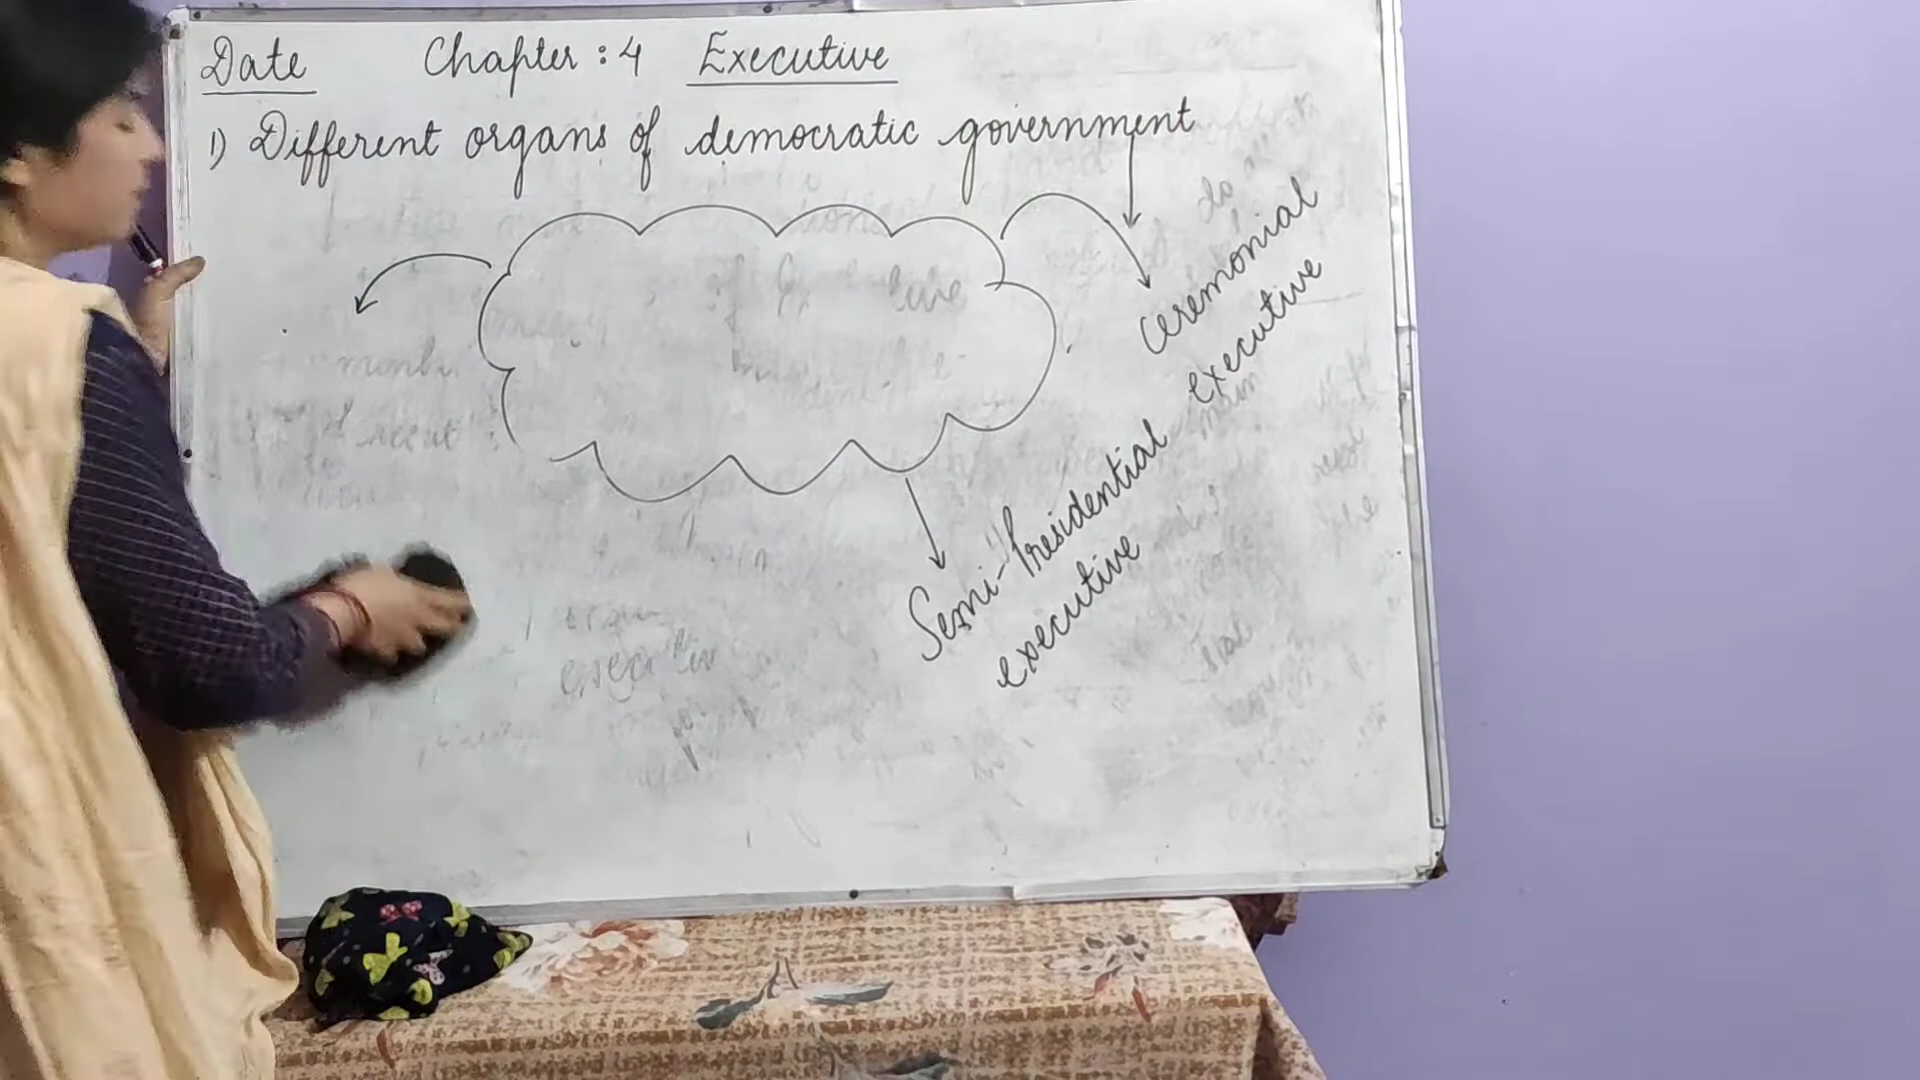 Date Chapter : 4 Executive
1) Different organs of democratic government
Ceremonial
executive
Semi-Presidential
executive